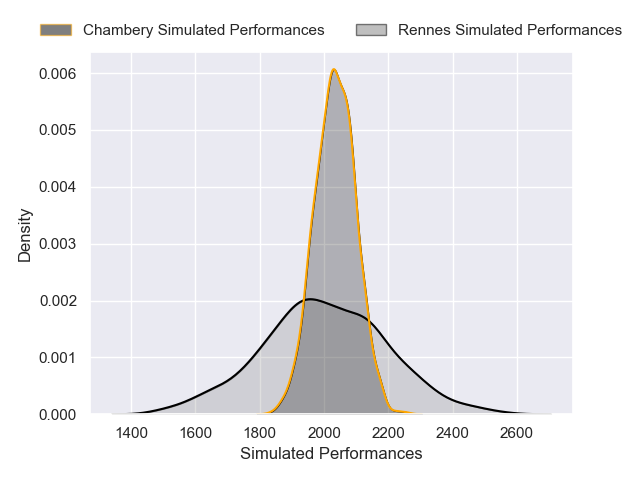 Chambery Simulated Performances
Rennes Simulated Performances
0.006
0.005
0.004
0.003
0.002
0.001
0.000
Density
1400 1600 1800 2000 2200 2400 2600
Simulated Performances